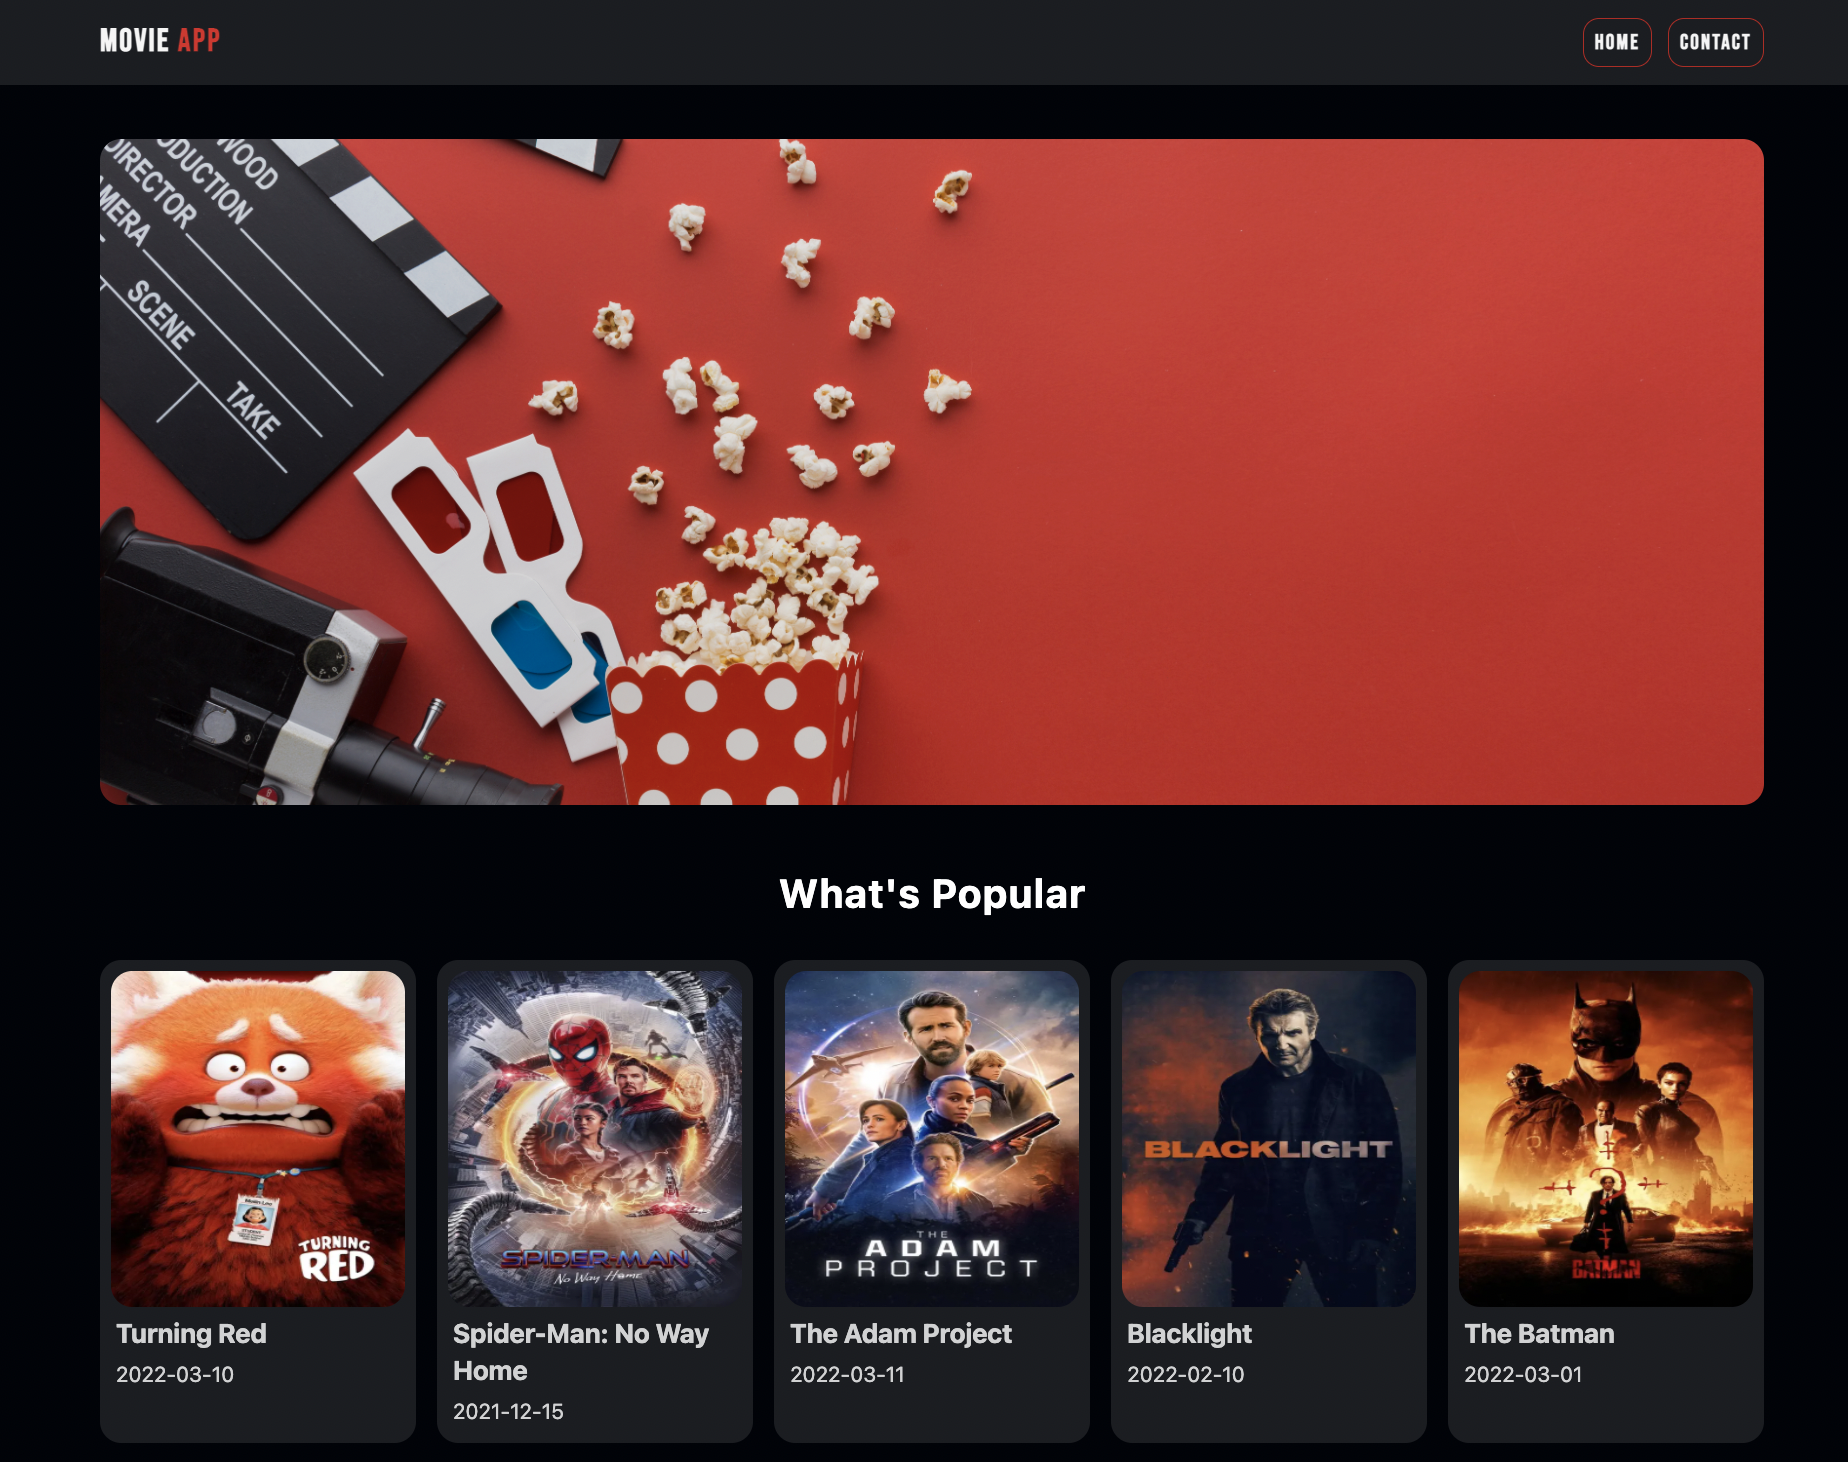 MOVIE APP
HOME
CONTACT
WOOD
ODUCTION
DIRECTOR
MERA
SCENE
TAKE
What's Popular
TURNING
RED
SPIDER-MAN
No Way Home
THE
ADAM
PROJECT
BLACKLIGHT
BATMAN
Turning Red
2022-03-10
Spider-Man: No Way
Home
2021-12-15
The Adam Project
2022-03-11
Blacklight
2022-02-10
The Batman
2022-03-01